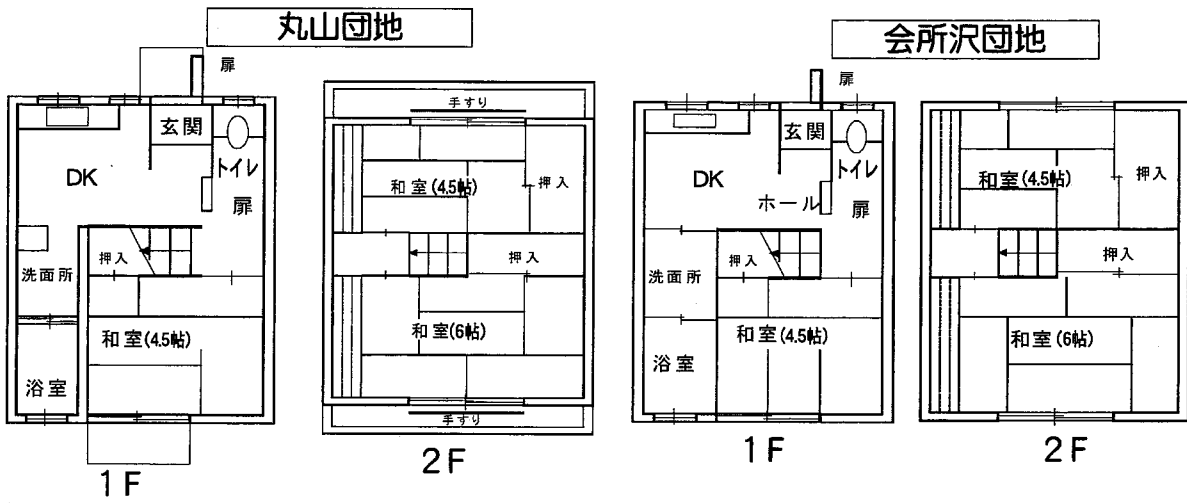 丸山団地
扉
玄関
トイレ
DK
扉
押入
洗面所
和室(4.5帖)
浴室
1F
手すり
和室(4.5帖)
押入
押入
和室(6帖)
手すり
2F
会所沢団地
扉
玄関
トイレ
DK
ホール
扉
押入
洗面所
和室(4.5帖)
浴室
1F
和室(4.5帖)
押入
押入
和室(6帖)
2F